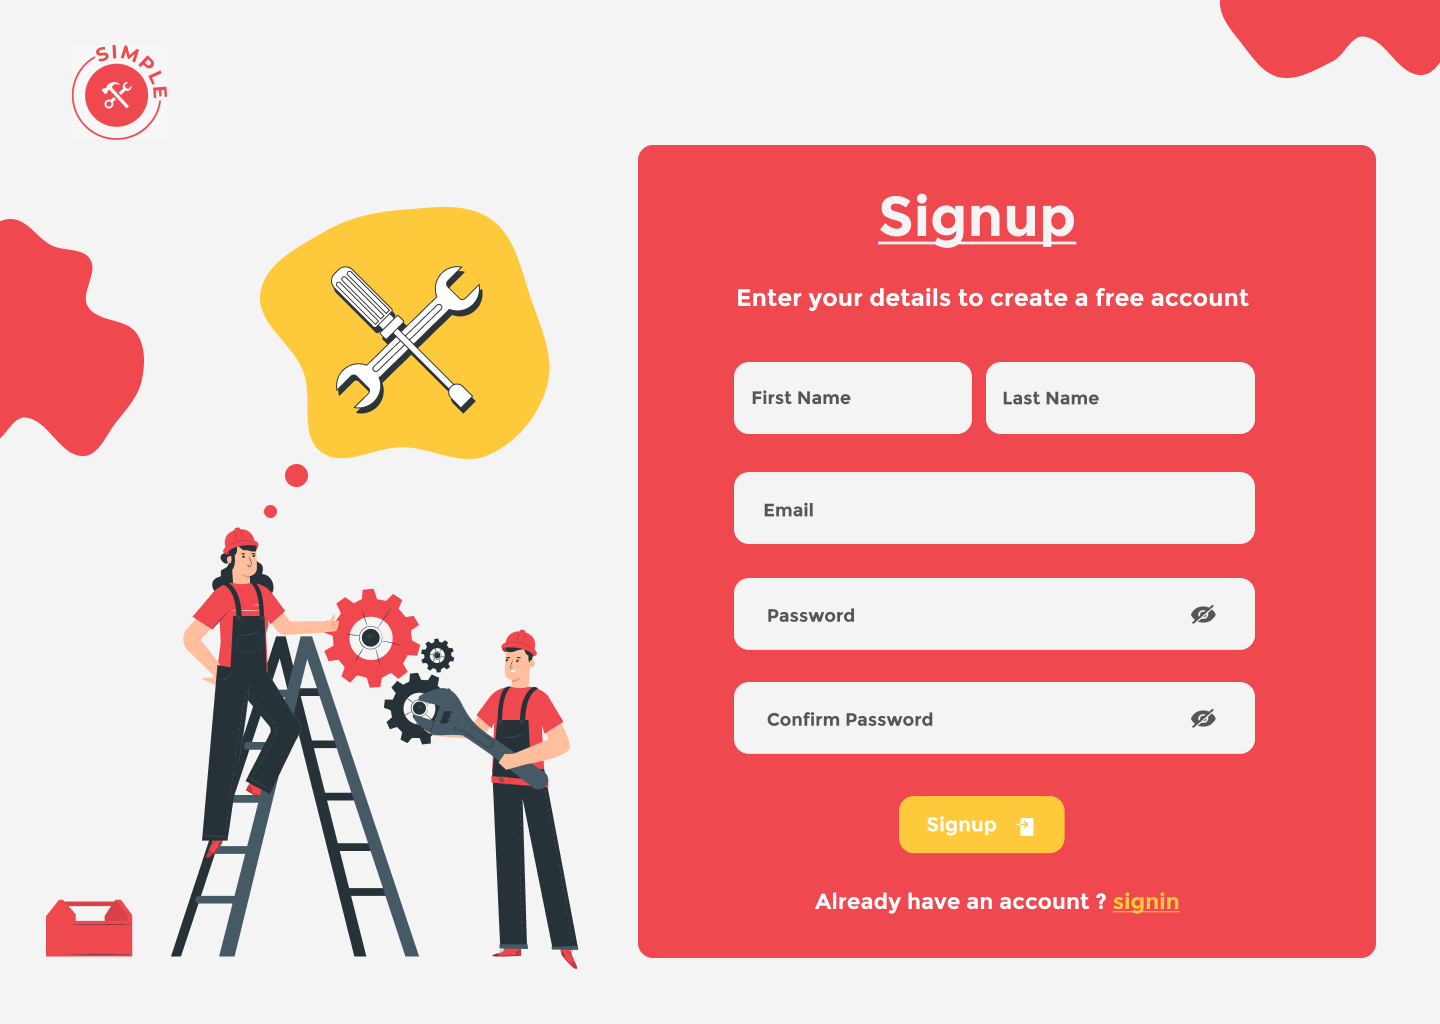 SIMPLE
Signup
Enter your details to create a free account
First Name
Last Name
Email
Password
Confirm Password
Signup
Already have an account ? signin